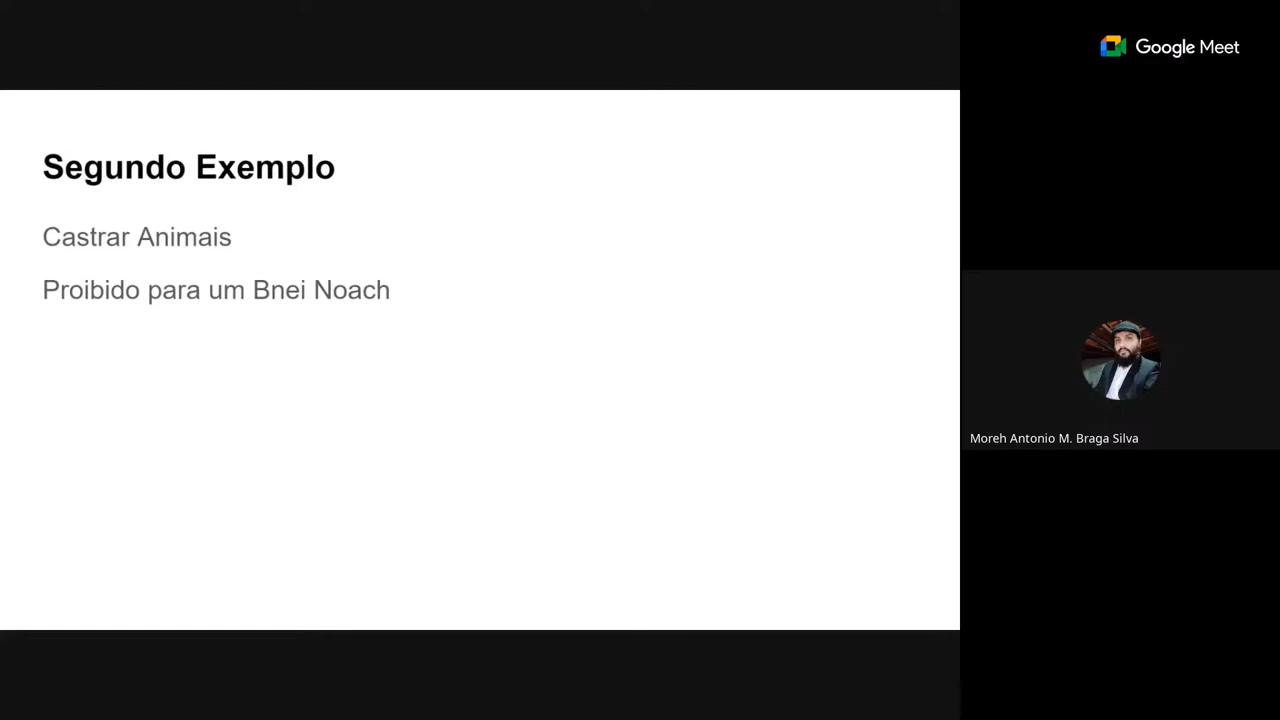 Google Meet
Segundo Exemplo
Castrar Animais
Proibido para um Bnei Noach
Moreh Antonio M. Braga Silva